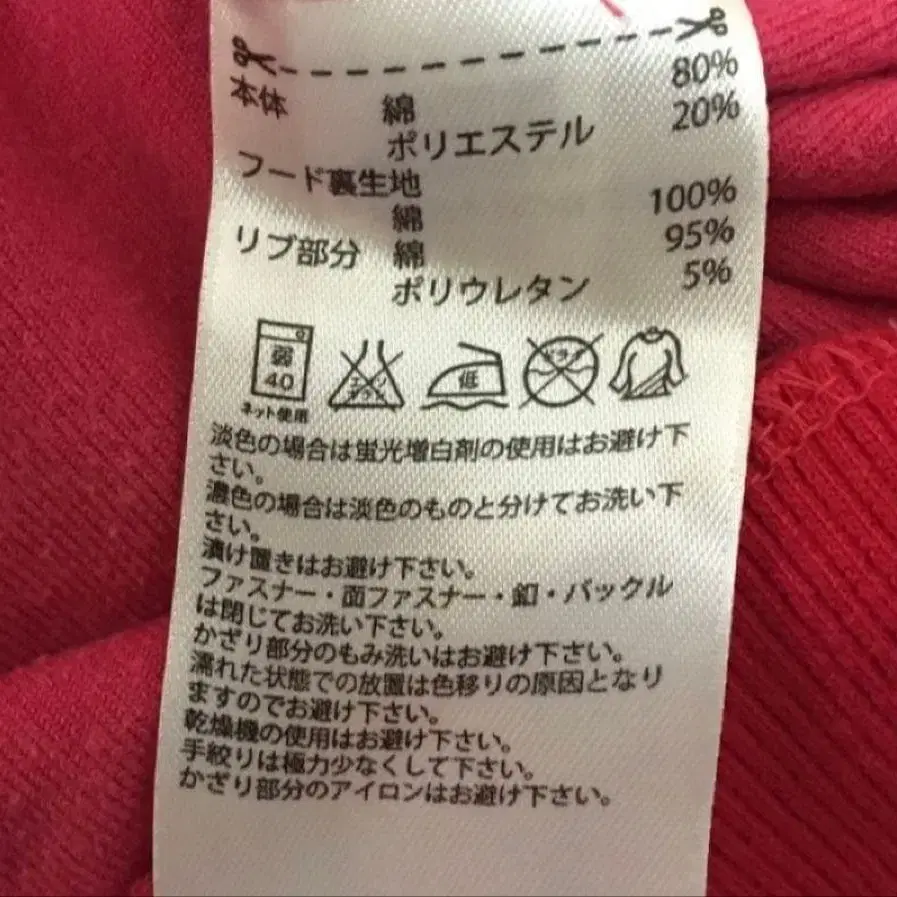 本体 綿 80%
ポリエステル 20%
フード裏生地
綿 100%
リブ部分 綿 95%
ポリウレタン 5%
弱
40
ネット使用
エンソ
サラシ
低
ドライ
淡色の場合は蛍光増白剤の使用はお避け下
さい。
濃色の場合は淡色のものと分けてお洗い下
さい。
漬け置きはお避け下さい。
ファスナー・面ファスナー・釦・バックル
は閉じてお洗い下さい。
かざり部分のもみ洗いはお避け下さい。
濡れた状態での放置は色移りの原因となり
ますのでお避け下さい。
乾燥機の使用はお避け下さい。
手絞りは極力少なくして下さい。
かざり部分のアイロンはお避け下さい。